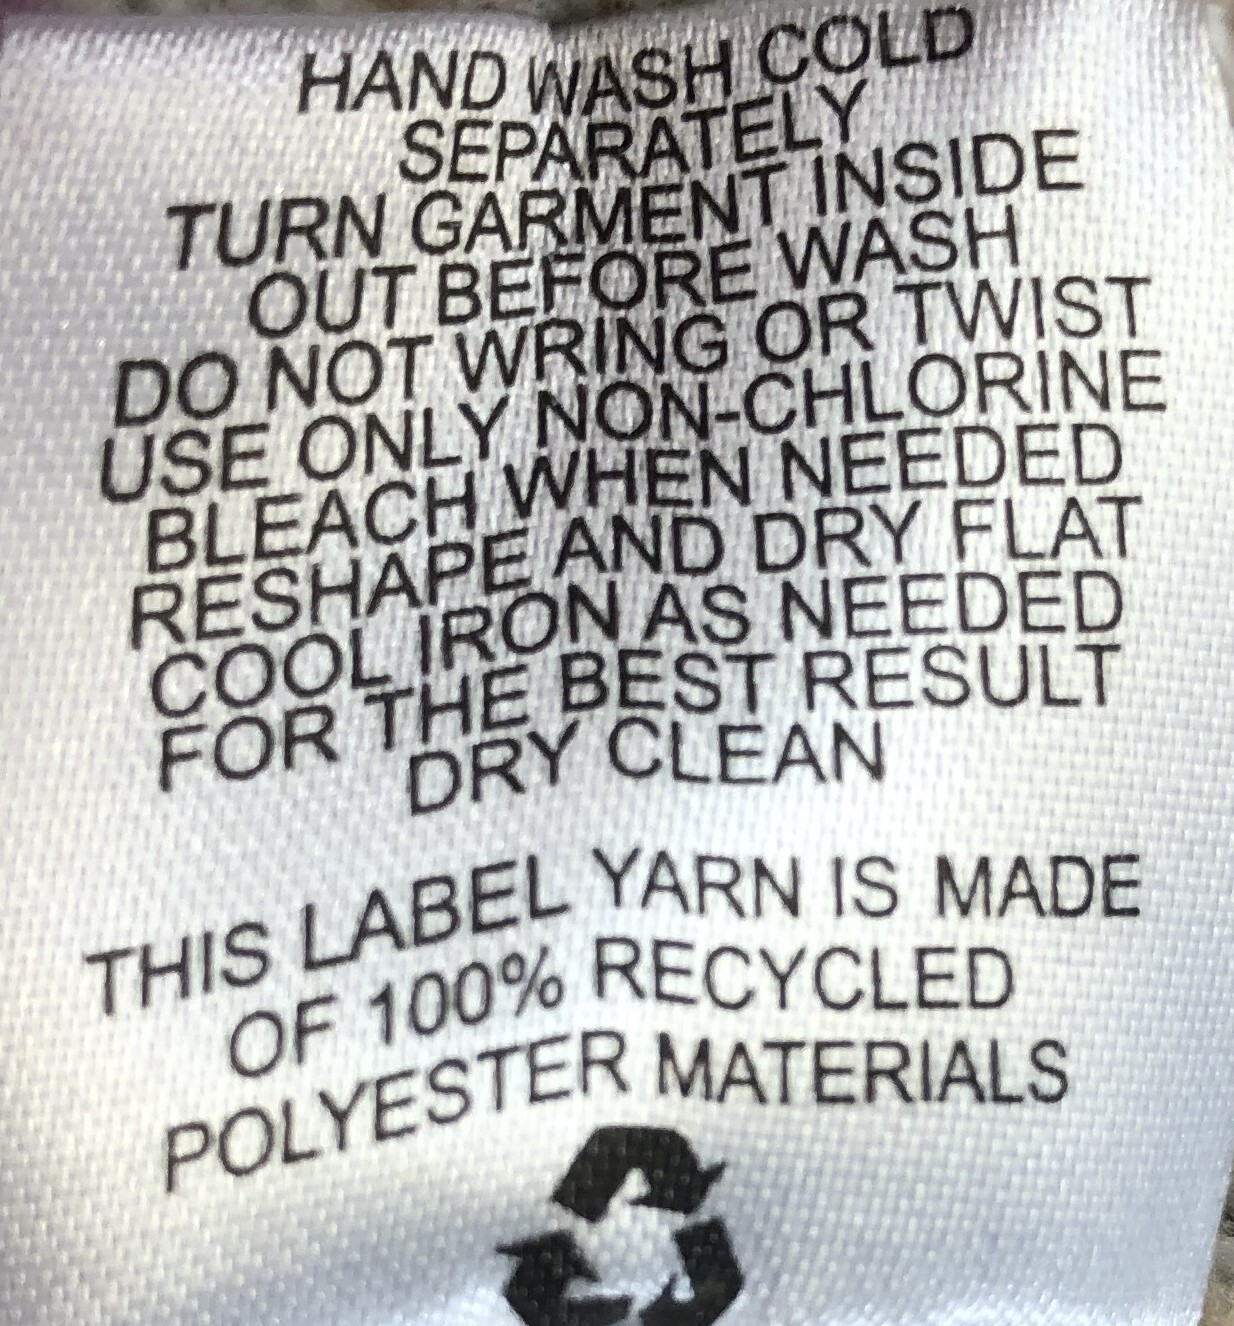 HAND WASH COLD
SEPARATELY
TURN GARMENT INSIDE
OUT BEFORE WASH
DO NOT WRING OR TWIST
USE ONLY NON-CHLORINE
BLEACH WHEN NEEDED
RESHAPE AND DRY FLAT
COOL IRON AS NEEDED
FOR THE BEST RESULT
DRY CLEAN
THIS LABEL YARN IS MADE
OF 100% RECYCLED
POLYESTER MATERIALS